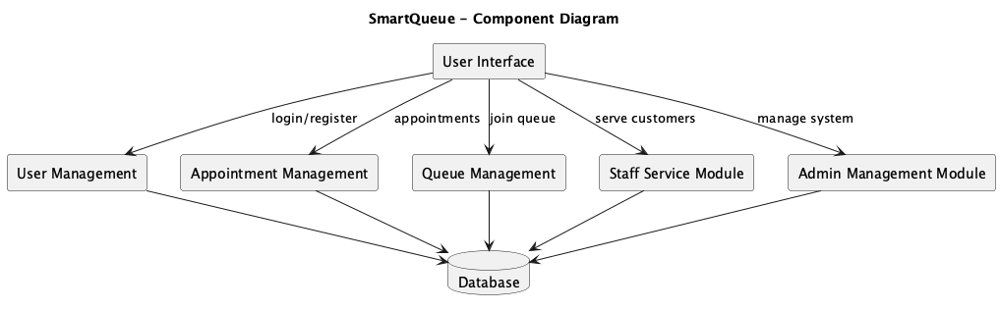 SmartQueue - Component Diagram
User Interface
login/register
appointments
join queue
serve customers
manage system
User Management
Appointment Management
Queue Management
Staff Service Module
Admin Management Module
Database